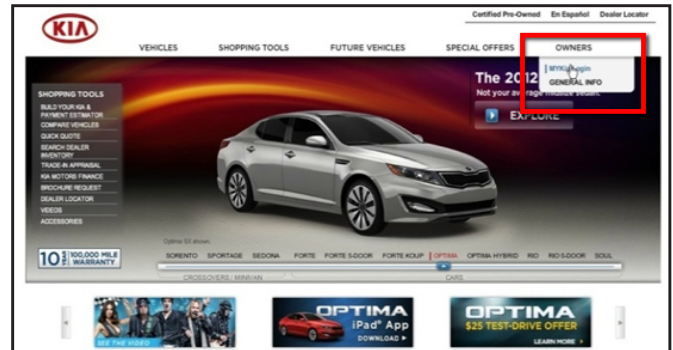 Certified Pre-Owned En Español Dealer Locator
KIA
VEHICLES SHOPPING TOOLS FUTURE VEHICLES SPECIAL OFFERS OWNERS
MYKia Login
GENERAL INFO
The 2012
Not your average midsize sedan.
EXPLORE
SHOPPING TOOLS
BUILD YOUR KIA &
PAYMENT ESTIMATOR
COMPARE VEHICLES
QUICK QUOTE
SEARCH DEALER
INVENTORY
TRADE-IN APPRAISAL
KIA MOTORS FINANCE
BROCHURE REQUEST
DEALER LOCATOR
VIDEOS
ACCESSORIES
Optima SX shown.
10 YEAR 100,000 MILE
WARRANTY
SORENTO SPORTAGE SEDONA FORTE FORTE 5-DOOR FORTE KOUP OPTIMA OPTIMA HYBRID RIO RIO 5-DOOR SOUL
CROSSOVERS / MINIVAN CARS
SEE THE VIDEO
OPTIMA
iPad® App
DOWNLOAD
OPTIMA
$25 TEST-DRIVE OFFER
LEARN MORE